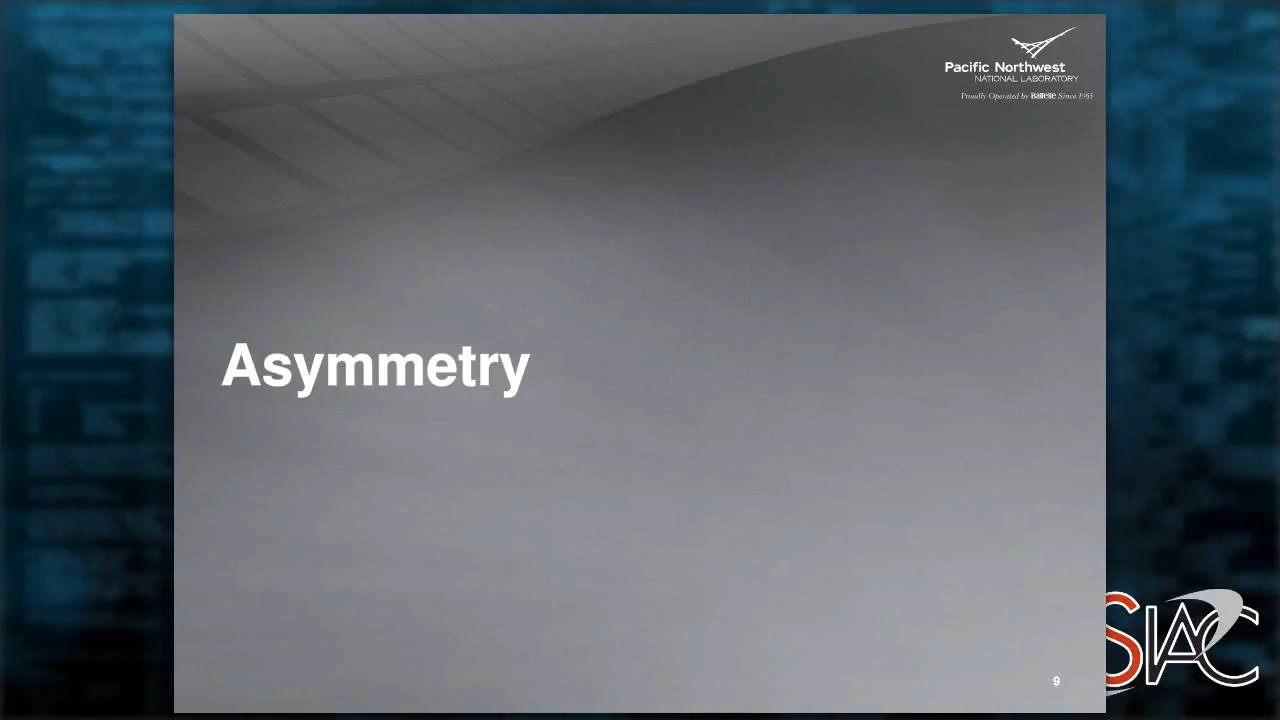 Pacific Northwest
NATIONAL LABORATORY
Proudly Operated by Battelle Since 1965
Asymmetry
9
SIAC